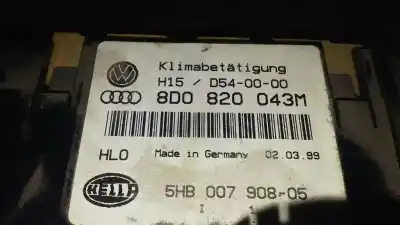 Klimabetätigung
H15 / D54-00-00
8D0 820 043M
HL0 Made in Germany 02.03.99
HELLA 5HB 007 908-05
I 1